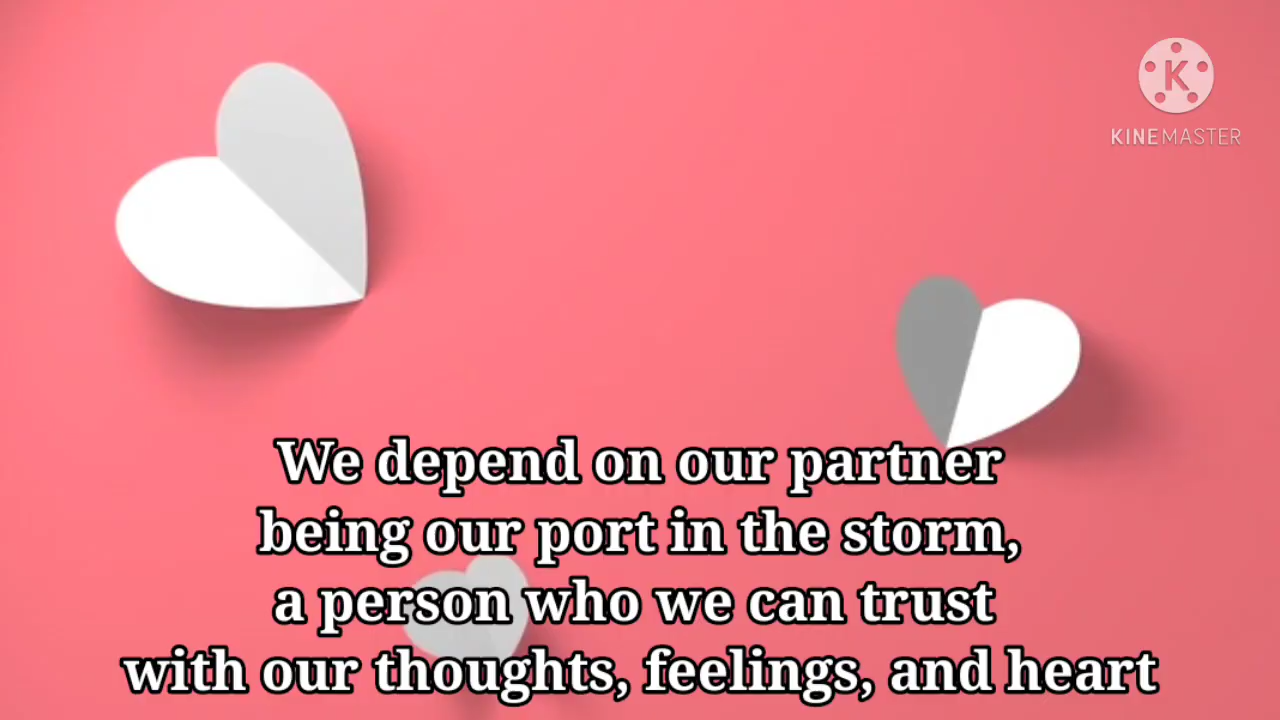 K
KINEMASTER
We depend on our partner
being our port in the storm,
a person who we can trust
with our thoughts, feelings, and heart